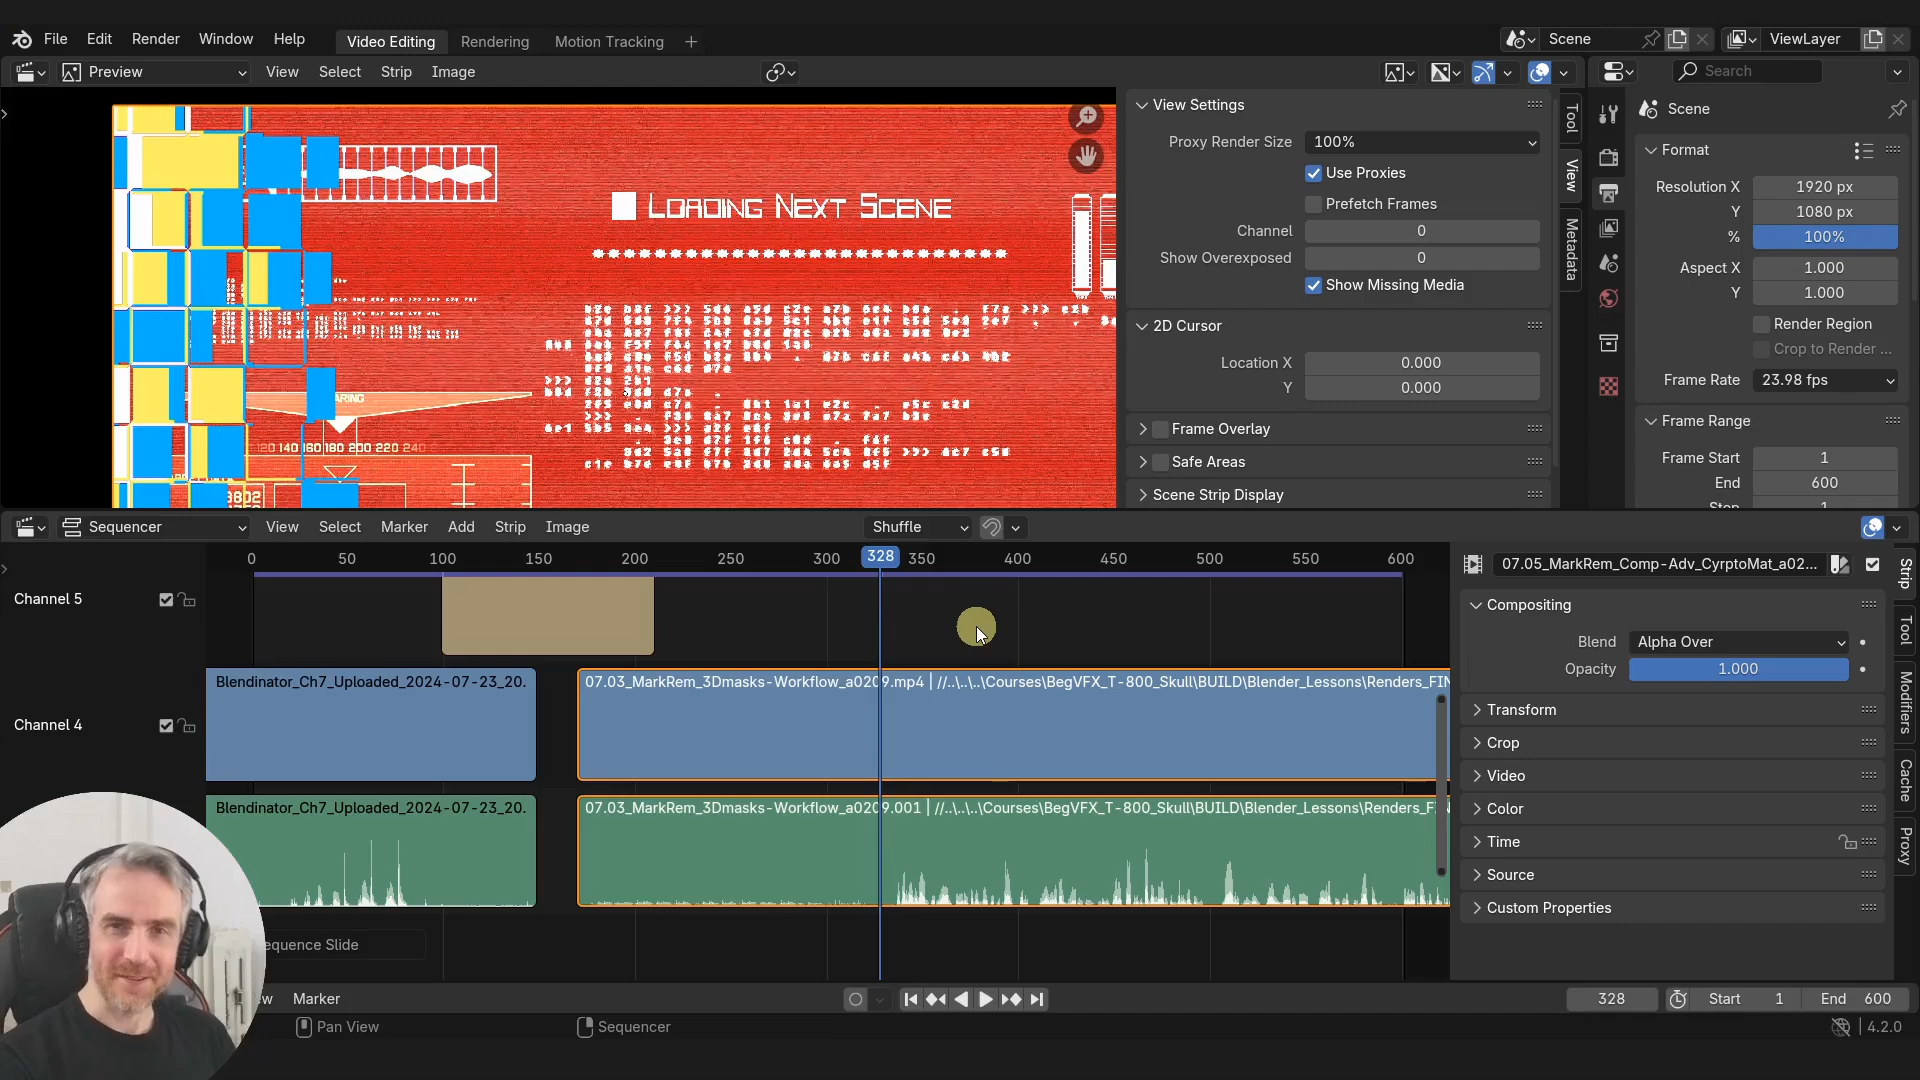 File Edit Render Window Help Video Editing Rendering Motion Tracking + Scene ViewLayer
Preview View Select Strip Image Search
View Settings
Proxy Render Size 100%
Use Proxies
Prefetch Frames
Channel 0
Show Overexposed 0
Show Missing Media
2D Cursor
Location X 0.000
Y 0.000
Frame Overlay
Safe Areas
Scene Strip Display
Tool
View
Metadata
Scene
Format
Resolution X 1920 px
Y 1080 px
% 100%
Aspect X 1.000
Y 1.000
Render Region
Crop to Render ...
Frame Rate 23.98 fps
Frame Range
Frame Start 1
End 600
Loading Next Scene
140 160 180 200 220 240
Sequencer View Select Marker Add Strip Image Shuffle
0 50 100 150 200 250 300 328 350 400 450 500 550 600
Channel 5
Channel 4
Blendinator_Ch7_Uploaded_2024-07-23_20.
07.03_MarkRem_3Dmasks-Workflow_a0209.mp4 | //..\..\..\Courses\BegVFX_T-800_Skull\BUILD\Blender_Lessons\Renders_FIN
Blendinator_Ch7_Uploaded_2024-07-23_20.
07.03_MarkRem_3Dmasks-Workflow_a0209.001 | //..\..\..\Courses\BegVFX_T-800_Skull\BUILD\Blender_Lessons\Renders_FIN
equence Slide
07.05_MarkRem_Comp-Adv_CyrptoMat_a02...
Compositing
Blend Alpha Over
Opacity 1.000
Transform
Crop
Video
Color
Time
Source
Custom Properties
Strip
Tool
Modifiers
Cache
Proxy
Marker 328 Start 1 End 600
Pan View Sequencer 4.2.0